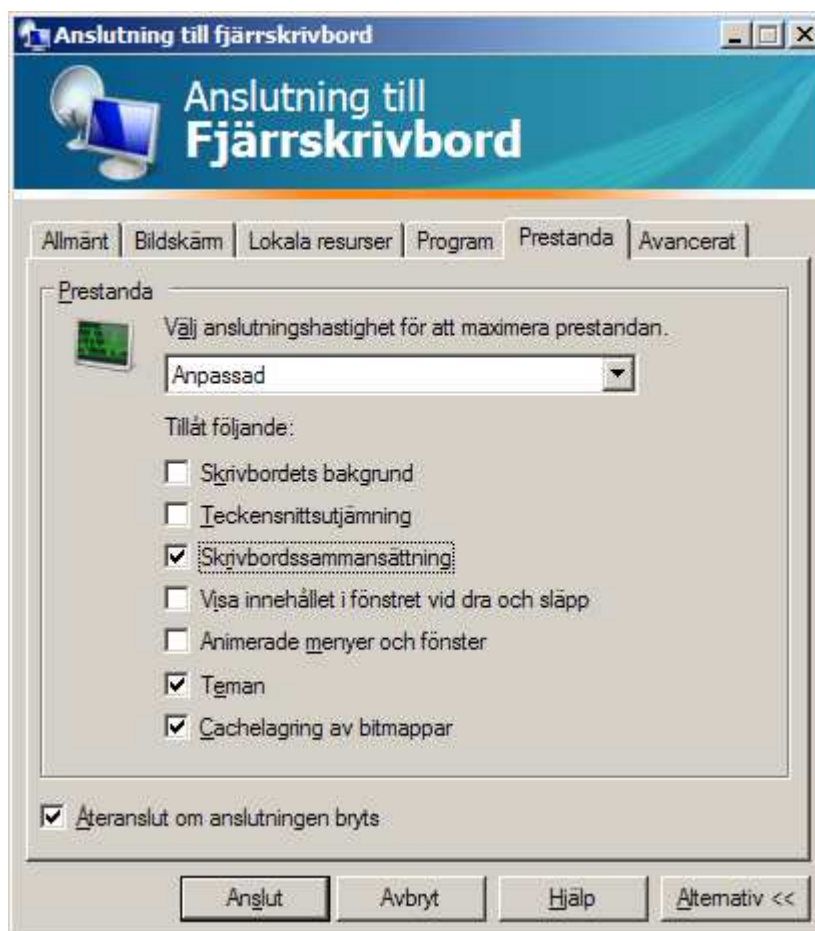 Anslutning till fjärrskrivbord
Anslutning till
Fjärrskrivbord
Allmänt Bildskärm Lokala resurser Program Prestanda Avancerat
Prestanda
Välj anslutningshastighet för att maximera prestandan.
Anpassad
Tillåt följande:
Skrivbordets bakgrund
Teckensnittsutjämning
Skrivbordssammansättning
Visa innehållet i fönstret vid dra och släpp
Animerade menyer och fönster
Teman
Cachelagring av bitmappar
Återanslut om anslutningen bryts
Anslut Avbryt Hjälp Alternativ <<